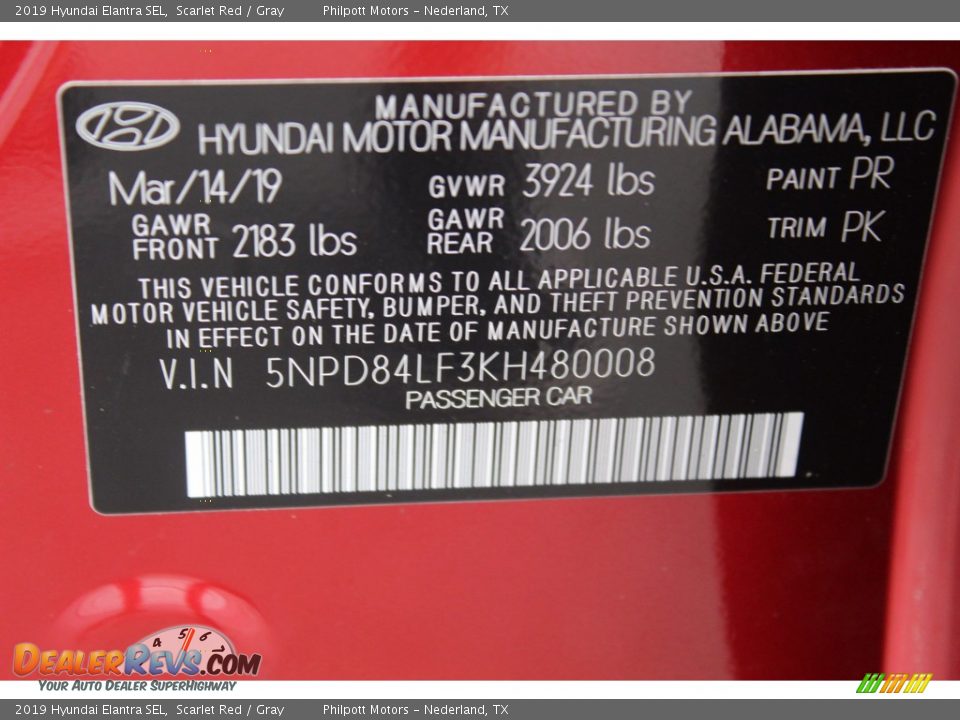 2019 Hyundai Elantra SEL, Scarlet Red / Gray Philpott Motors - Nederland, TX
MANUFACTURED BY
HYUNDAI MOTOR MANUFACTURING ALABAMA, LLC
Mar/14/19 GVWR 3924 lbs PAINT PR
GAWR FRONT 2183 lbs GAWR REAR 2006 lbs TRIM PK
THIS VEHICLE CONFORMS TO ALL APPLICABLE U.S.A. FEDERAL
MOTOR VEHICLE SAFETY, BUMPER, AND THEFT PREVENTION STANDARDS
IN EFFECT ON THE DATE OF MANUFACTURE SHOWN ABOVE
V.I.N 5NPD84LF3KH480008
PASSENGER CAR
4 5 6
DEALERREVS.COM
YOUR AUTO DEALER SUPERHIGHWAY
2019 Hyundai Elantra SEL, Scarlet Red / Gray Philpott Motors - Nederland, TX